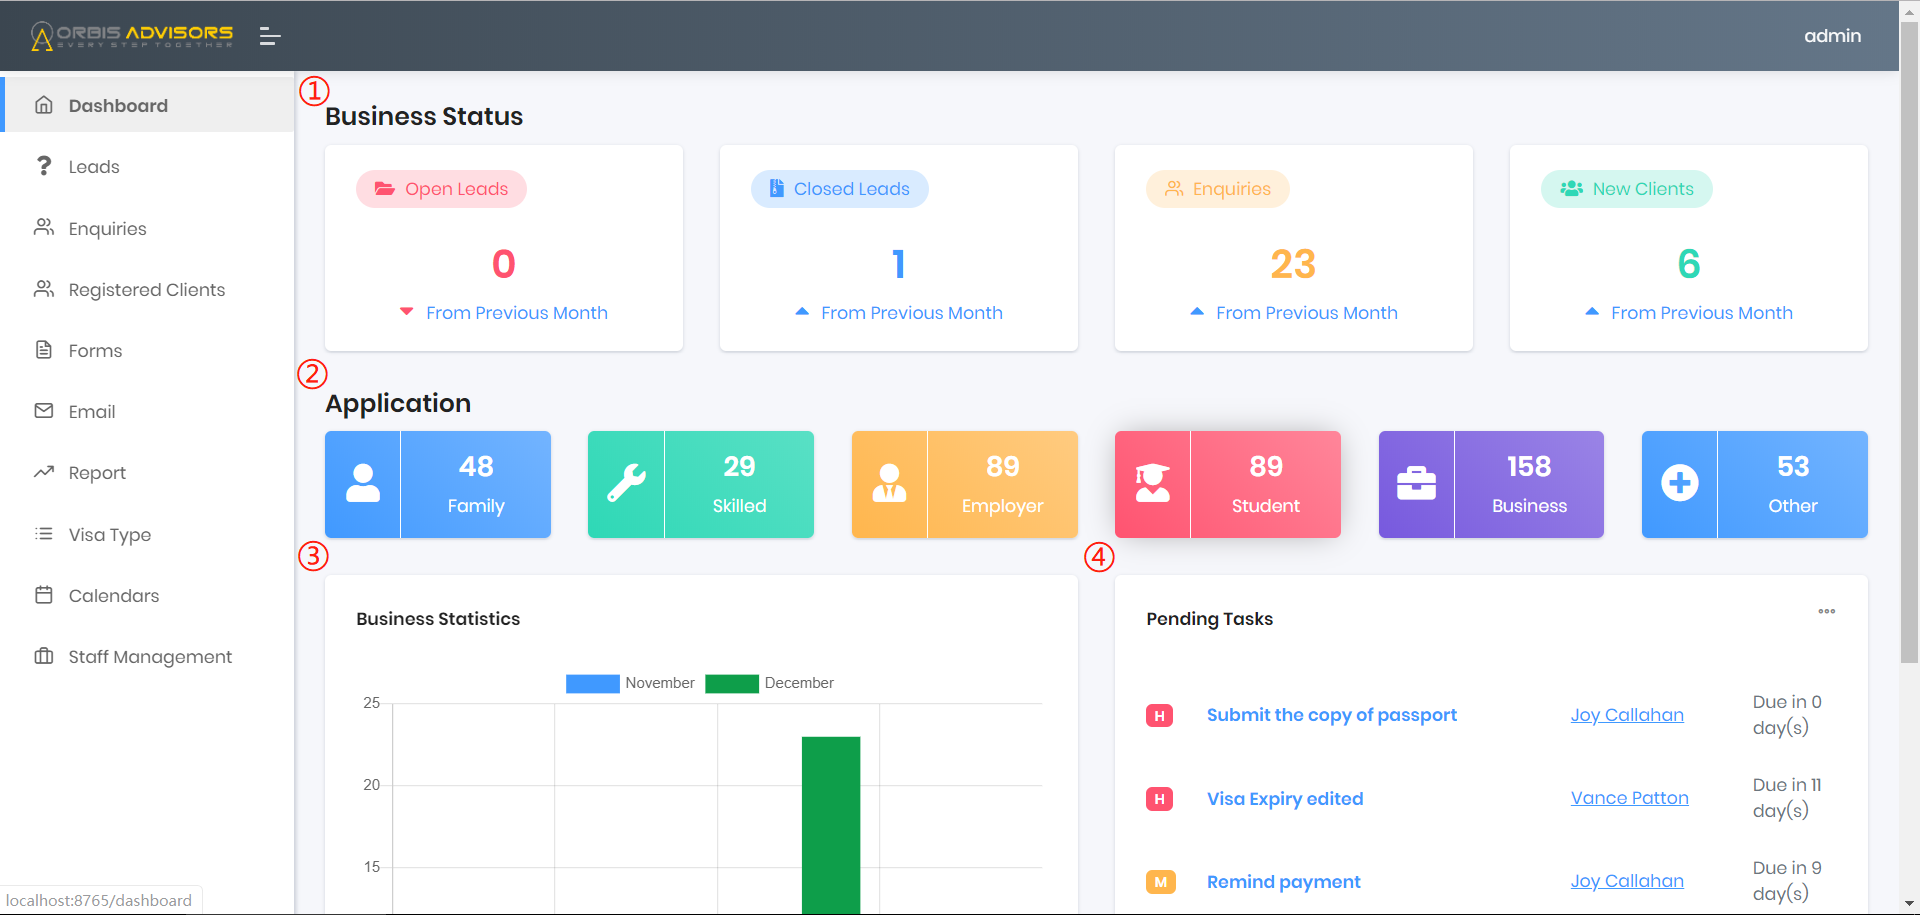 ORBIS ADVISORS
EVERY STEP TOGETHER
admin
Dashboard
Leads
Enquiries
Registered Clients
Forms
Email
Report
Visa Type
Calendars
Staff Management
①
Business Status
Open Leads
0
From Previous Month
Closed Leads
1
From Previous Month
Enquiries
23
From Previous Month
New Clients
6
From Previous Month
②
Application
48
Family
29
Skilled
89
Employer
89
Student
158
Business
53
Other
③
Business Statistics
November December
25
20
15
④
Pending Tasks
H Submit the copy of passport Joy Callahan Due in 0
day(s)
H Visa Expiry edited Vance Patton Due in 11
day(s)
M Remind payment Joy Callahan Due in 9
day(s)
localhost:8765/dashboard